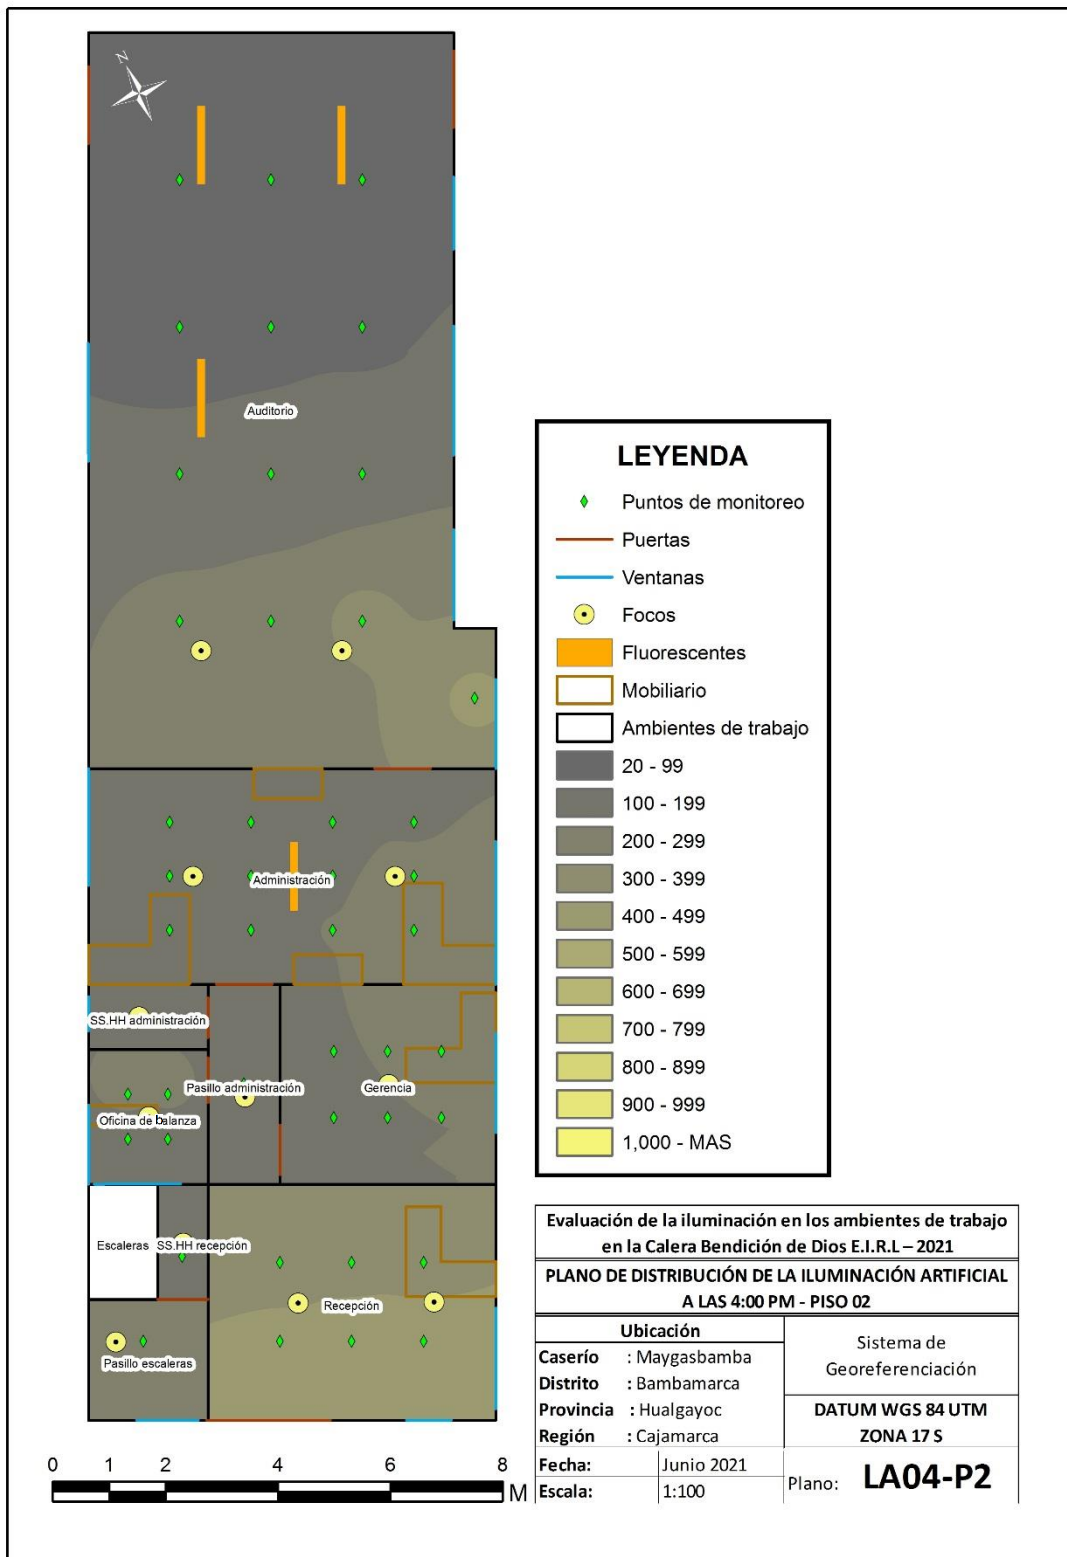 N
Auditorio
Administración
SS.HH administración
Pasillo administración
Gerencia
Oficina de balanza
Escaleras
SS.HH recepción
Recepción
Pasillo escaleras
0 1 2 4 6 8
M
LEYENDA
Puntos de monitoreo
Puertas
Ventanas
Focos
Fluorescentes
Mobiliario
Ambientes de trabajo
20 - 99
100 - 199
200 - 299
300 - 399
400 - 499
500 - 599
600 - 699
700 - 799
800 - 899
900 - 999
1,000 - MAS
Evaluación de la iluminación en los ambientes de trabajo
en la Calera Bendición de Dios E.I.R.L – 2021
PLANO DE DISTRIBUCIÓN DE LA ILUMINACIÓN ARTIFICIAL
A LAS 4:00 PM - PISO 02
Ubicación
Caserío : Maygasbamba
Distrito : Bambamarca
Provincia : Hualgayoc
Región : Cajamarca
Sistema de
Georeferenciación
DATUM WGS 84 UTM
ZONA 17 S
Fecha: Junio 2021
Escala: 1:100
Plano: LA04-P2